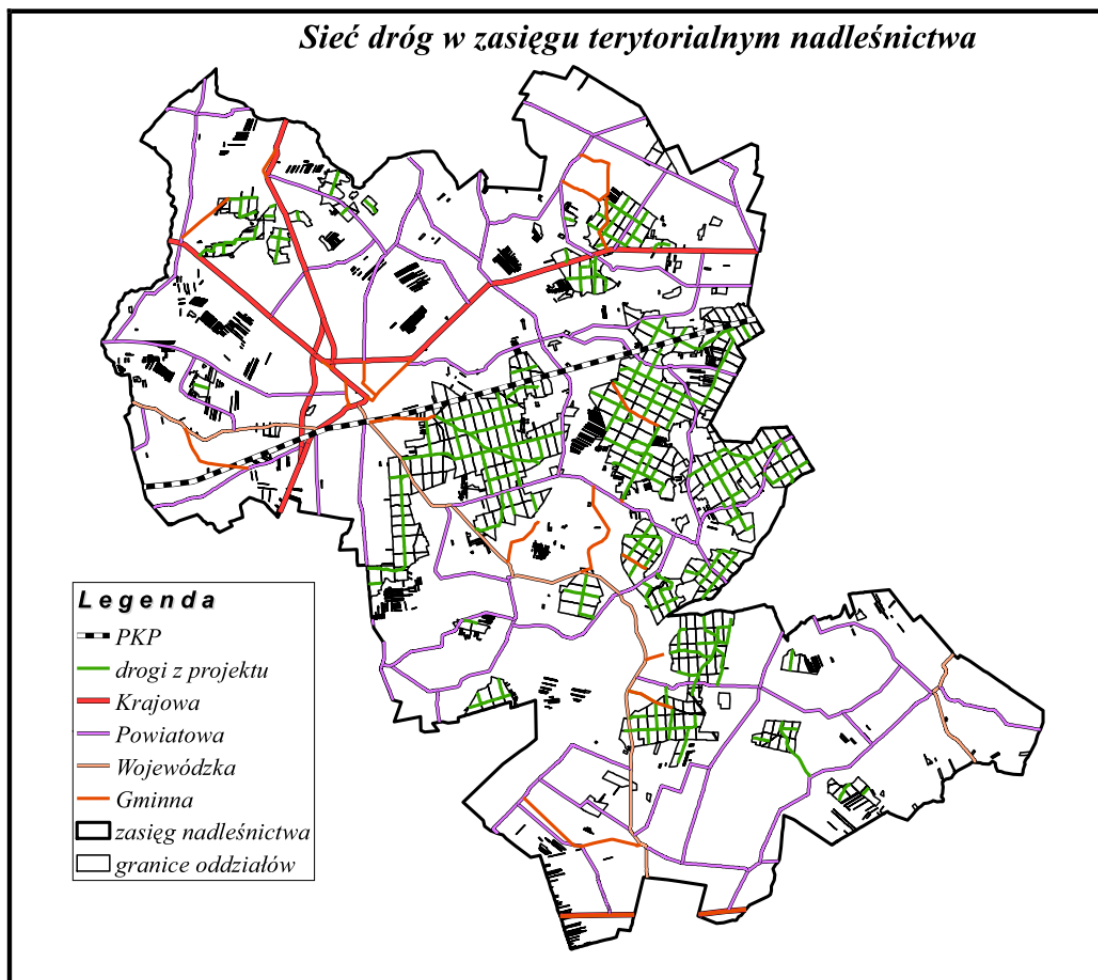 Sieć dróg w zasięgu terytorialnym nadleśnictwa
Legenda
PKP
drogi z projektu
Krajowa
Powiatowa
Wojewódzka
Gminna
zasięg nadleśnictwa
granice oddziałów